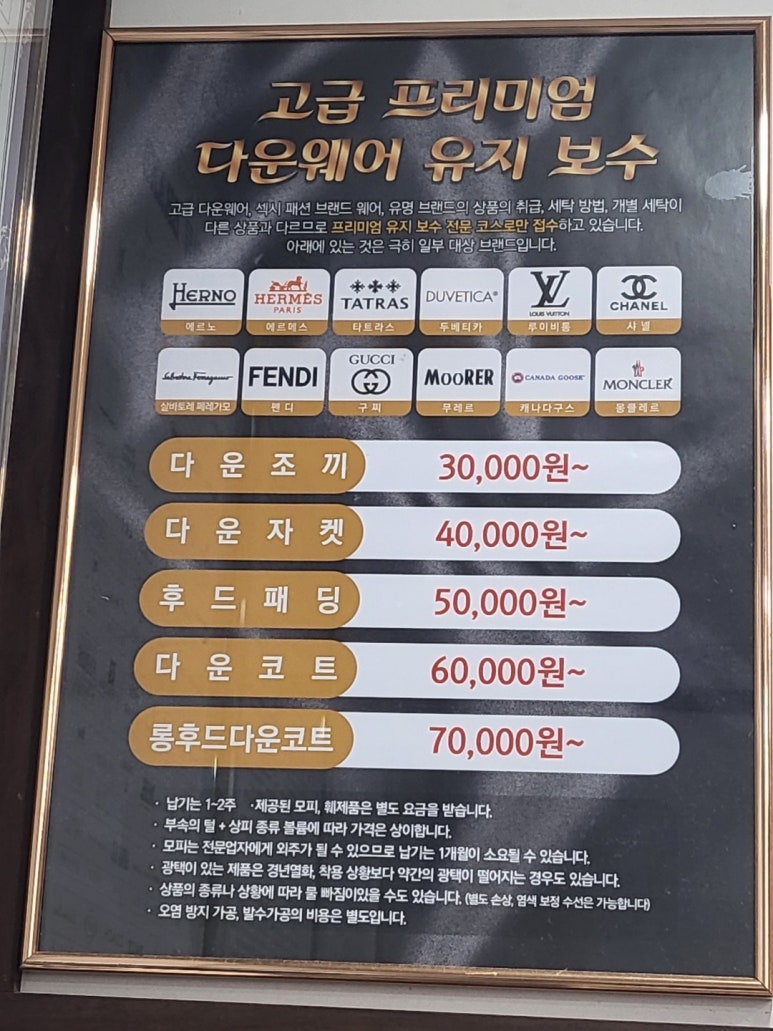 고급 프리미엄
다운웨어 유지 보수
고급 다운웨어, 섹시 패션 브랜드 웨어, 유명 브랜드의 상품의 취급, 세탁 방법, 개별 세탁이
다른 상품과 다르므로 프리미엄 유지 보수 전문 코스로만 접수하고 있습니다.
아래에 있는 것은 극히 일부 대상 브랜드입니다.
HERNO
에르노
HERMÈS
PARIS
에르메스
TATRAS
타트라스
DUVETICA®
두베티카
LV
LOUIS VUITTON
루이비통
CHANEL
샤넬
Salvatore Ferragamo
살바토레 페레가모
FENDI
펜디
GUCCI
구찌
MOORER
무레르
CANADA GOOSE
캐나다구스
MONCLER
몽클레르
다운조끼 30,000원~
다운자켓 40,000원~
후드패딩 50,000원~
다운코트 60,000원~
롱후드다운코트 70,000원~
· 납기는 1~2주 ·제공된 모피, 훼제품은 별도 요금을 받습니다.
· 부속의 털 + 상피 종류 볼륨에 따라 가격은 상이합니다.
· 모피는 전문업자에게 외주가 될 수 있으므로 납기는 1개월이 소요될 수 있습니다.
· 광택이 있는 제품은 경년열화, 착용 상황보다 약간의 광택이 떨어지는 경우도 있습니다.
· 상품의 종류나 상황에 따라 물 빠짐이있을 수도 있습니다. (별도 손상, 염색 보정 수선은 가능합니다)
· 오염 방지 가공, 발수가공의 비용은 별도입니다.